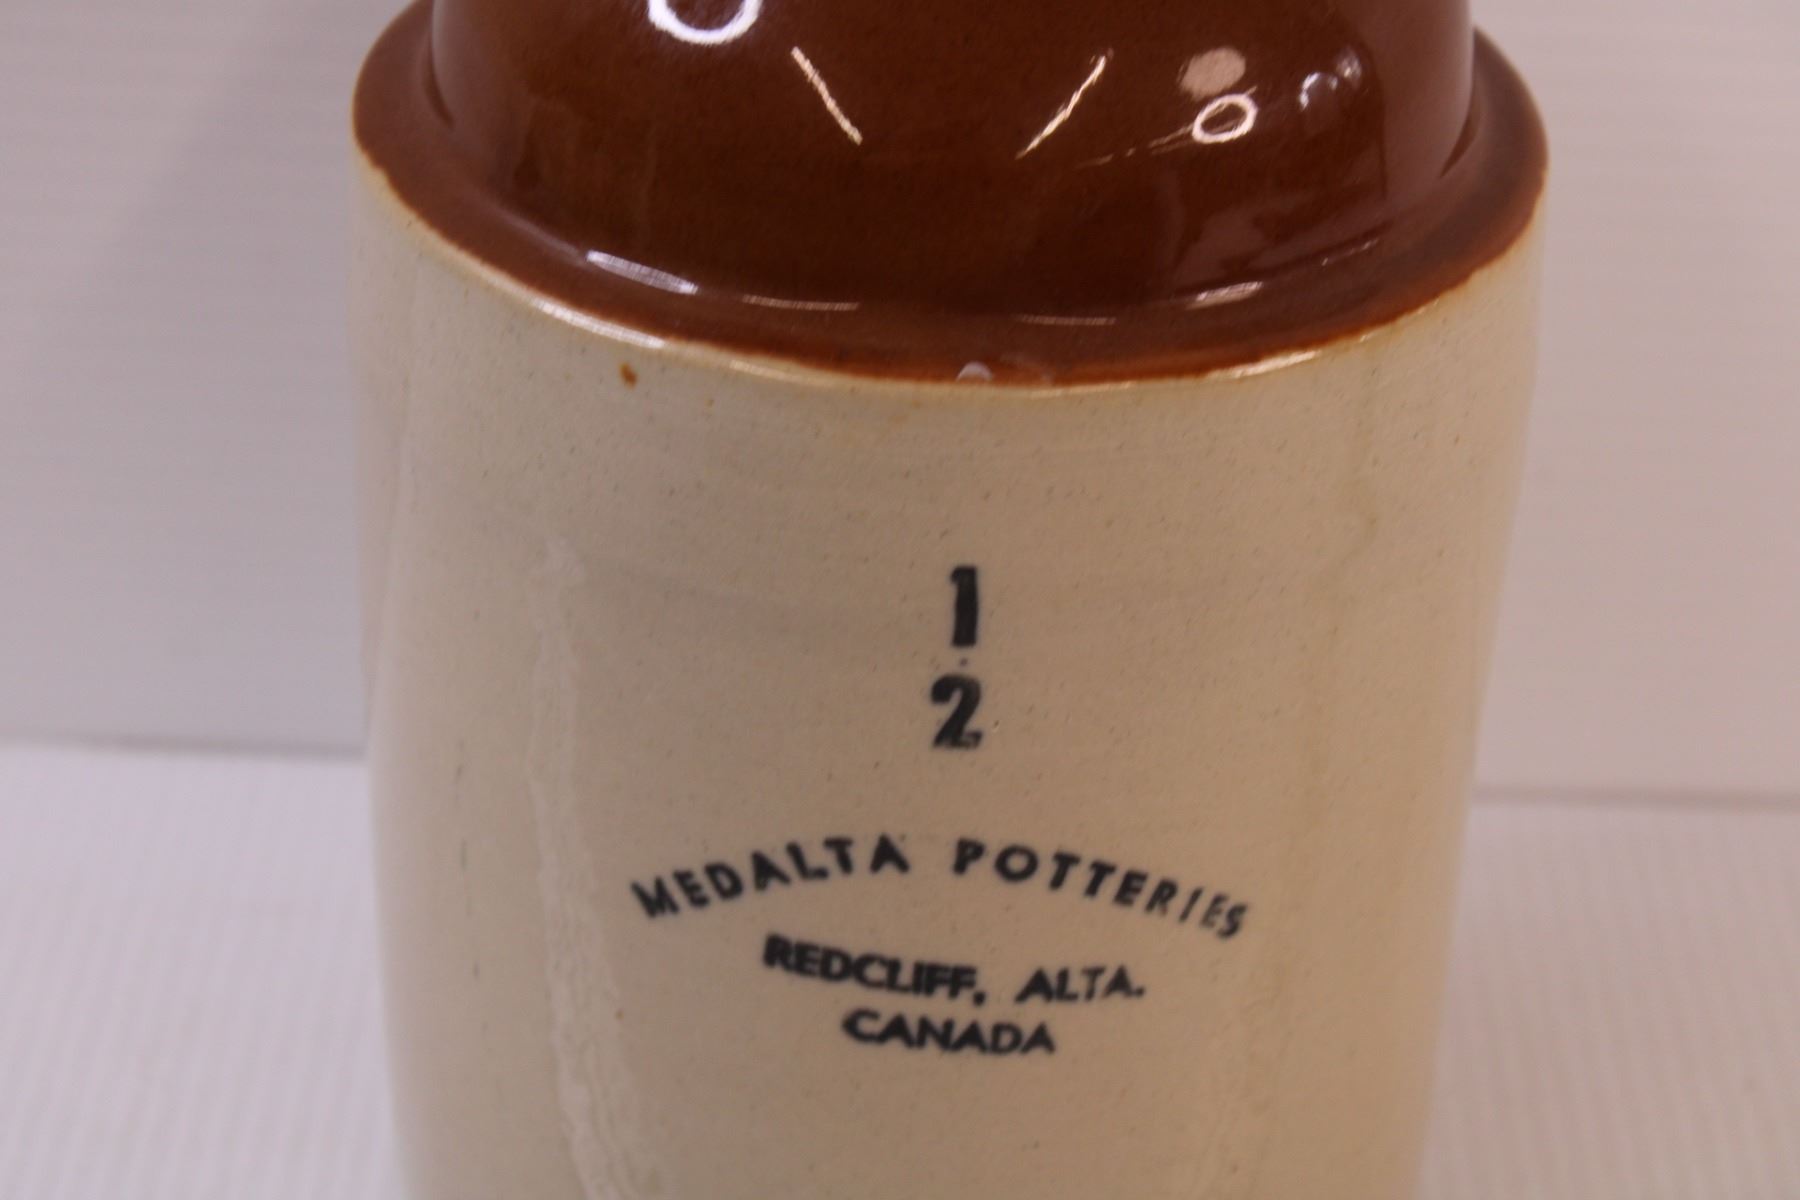 1
2
MEDALTA POTTERIES
REDCLIFF, ALTA.
CANADA